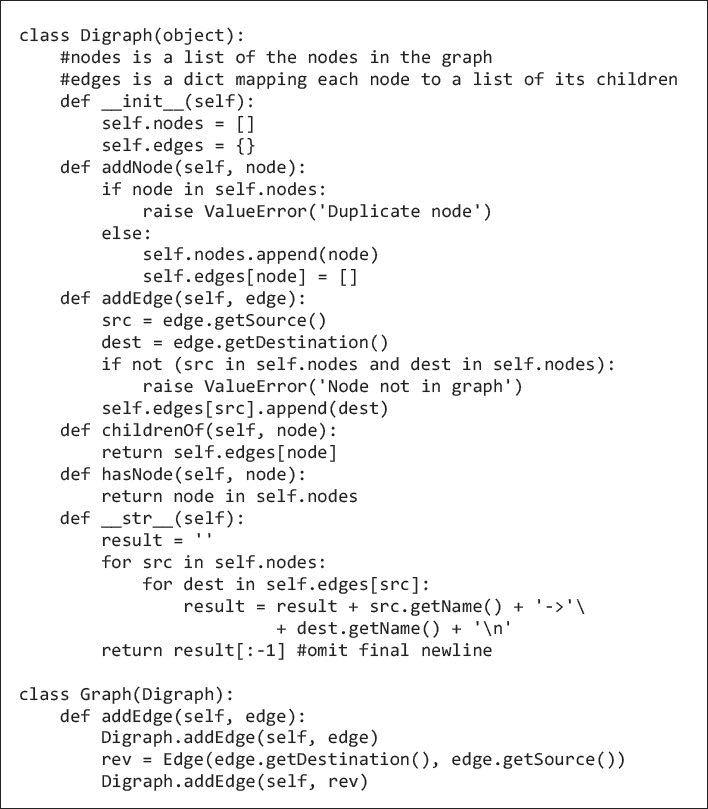 class Digraph(object):
    #nodes is a list of the nodes in the graph
    #edges is a dict mapping each node to a list of its children
    def __init__(self):
        self.nodes = []
        self.edges = {}
    def addNode(self, node):
        if node in self.nodes:
            raise ValueError('Duplicate node')
        else:
            self.nodes.append(node)
            self.edges[node] = []
    def addEdge(self, edge):
        src = edge.getSource()
        dest = edge.getDestination()
        if not (src in self.nodes and dest in self.nodes):
            raise ValueError('Node not in graph')
        self.edges[src].append(dest)
    def childrenOf(self, node):
        return self.edges[node]
    def hasNode(self, node):
        return node in self.nodes
    def __str__(self):
        result = ''
        for src in self.nodes:
            for dest in self.edges[src]:
                result = result + src.getName() + '->'\
                         + dest.getName() + '\n'
        return result[:-1] #omit final newline

class Graph(Digraph):
    def addEdge(self, edge):
        Digraph.addEdge(self, edge)
        rev = Edge(edge.getDestination(), edge.getSource())
        Digraph.addEdge(self, rev)